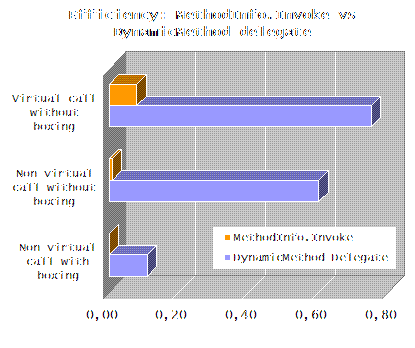 Efficiency: MethodInfo.Invoke vs
DynamicMethod delegate
Virtual call
without
boxing
Non virtual
call without
boxing
Non virtual
call with
boxing
MethodInfo.Invoke
DynamicMethod Delegate
0,00 0,20 0,40 0,60 0,80